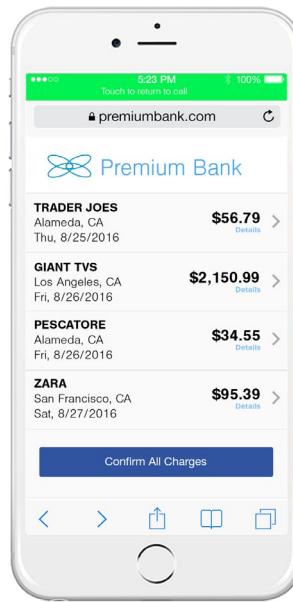 5:23 PM
100%
Touch to return to call
premiumbank.com
Premium Bank
TRADER JOES
Alameda, CA
$56.79
Details
Thu, 8/25/2016
GIANT TVS
Los Angeles, CA
$2,150.99
Details
Fri, 8/26/2016
PESCATORE
Alameda, CA
$34.55
Details
Fri, 8/26/2016
ZARA
San Francisco, CA
$95.39
Details
Sat, 8/27/2016
Confirm All Charges